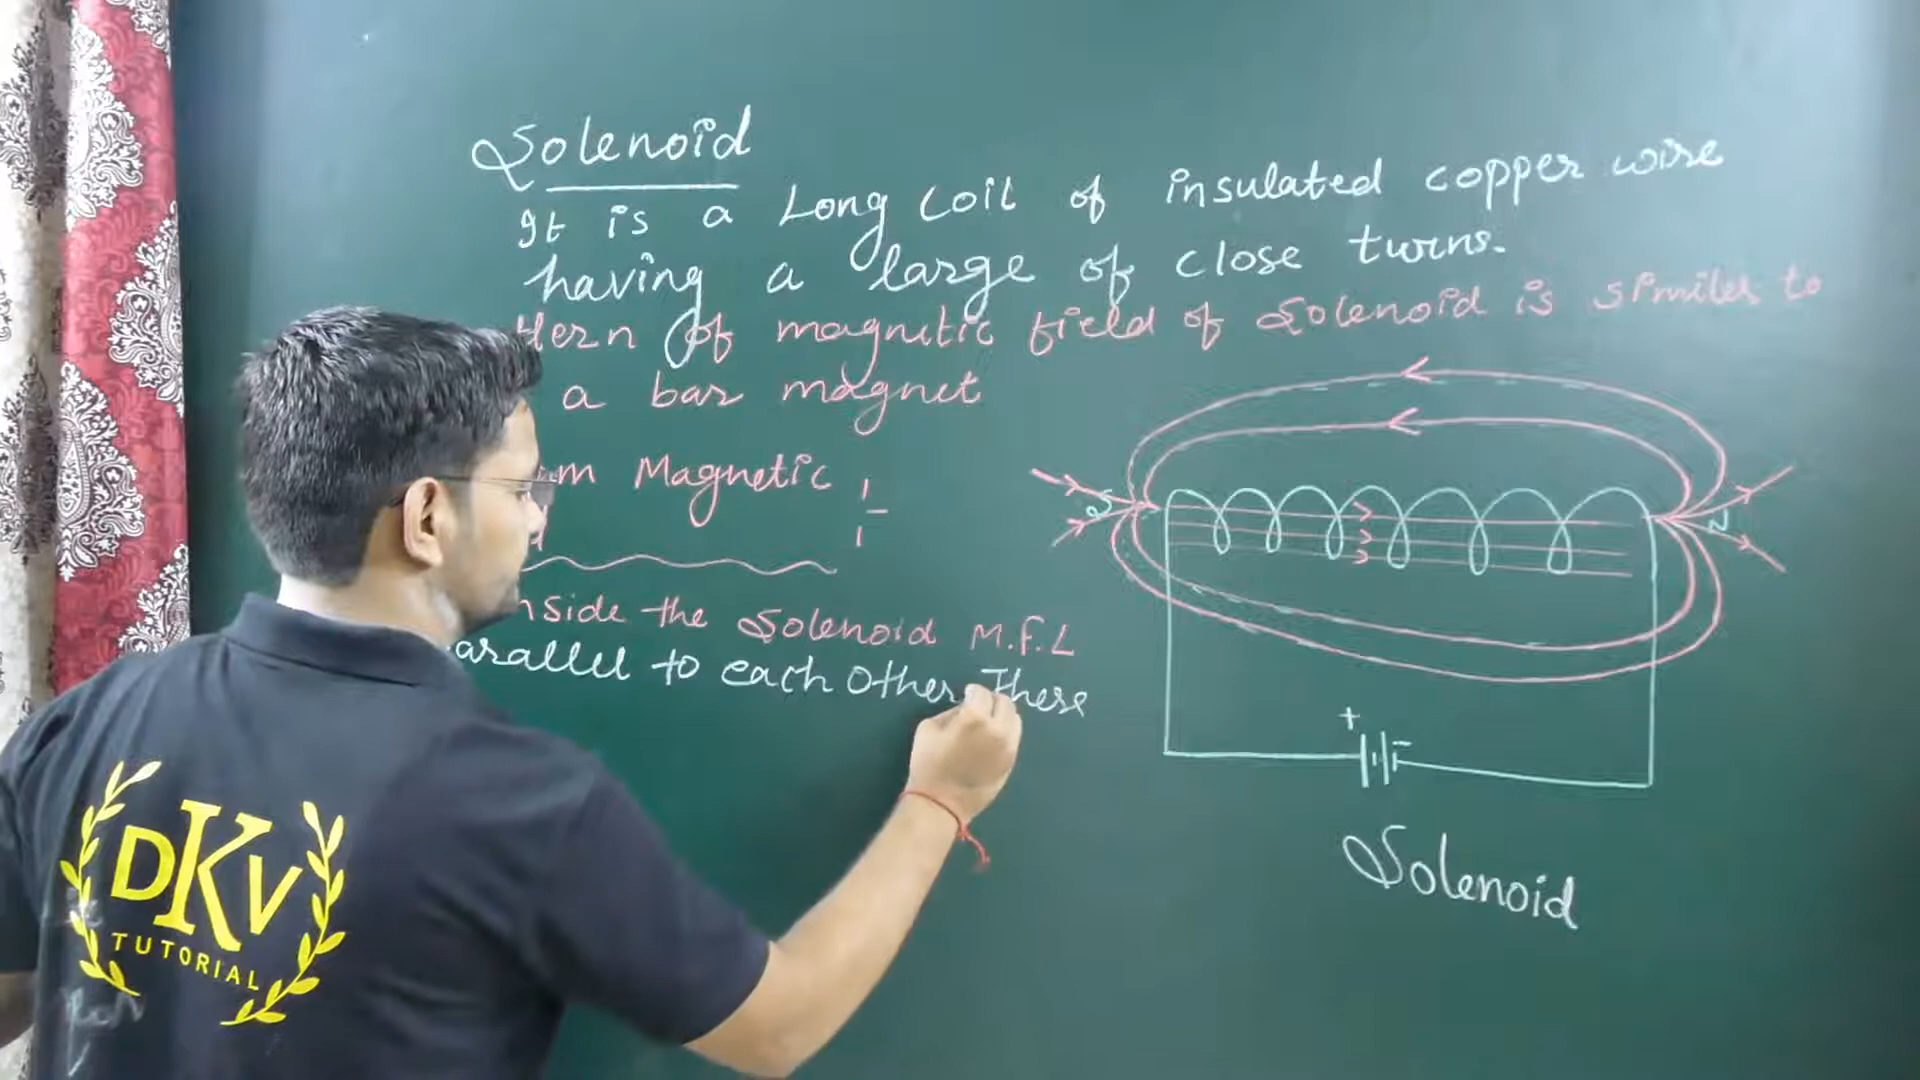 Solenoid
It is a Long coil of insulated copper wire
having a large of close turns.
tern of magnetic field of Solenoid is similer to
a bar magnet
m Magnetic
nside the Solenoid M.F.L
arallel to each other. These
S
N
+
-
Solenoid
DKV
TUTORIAL